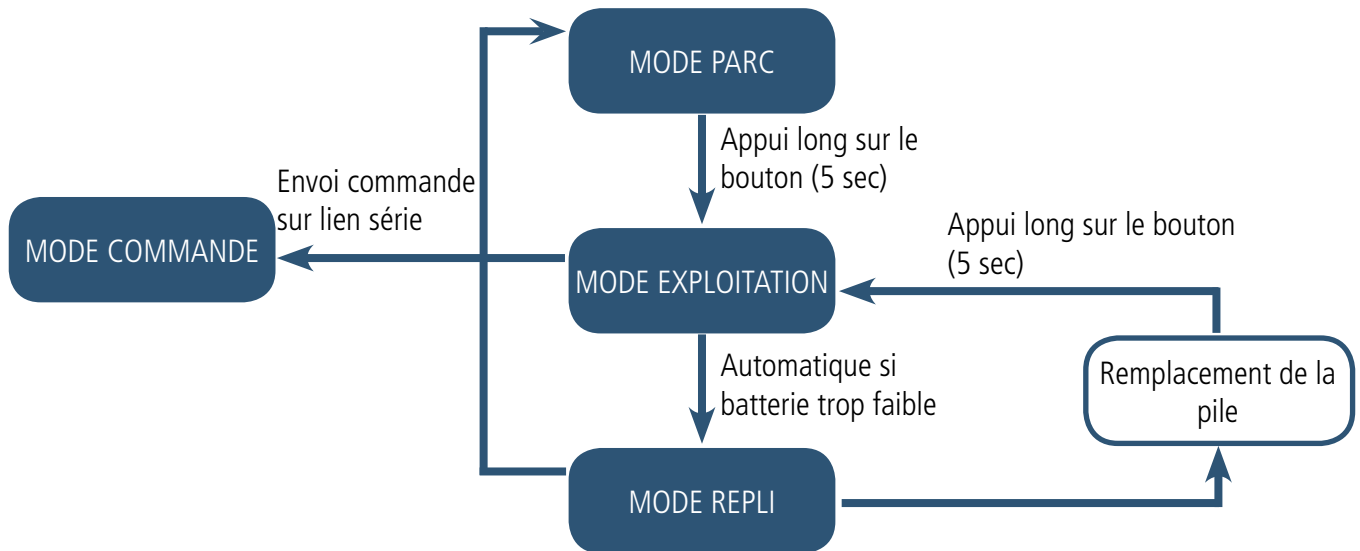 MODE PARC
Appui long sur le
bouton (5 sec)
Envoi commande
sur lien série
MODE COMMANDE
MODE EXPLOITATION
Appui long sur le bouton
(5 sec)
Automatique si
batterie trop faible
Remplacement de la
pile
MODE REPLI